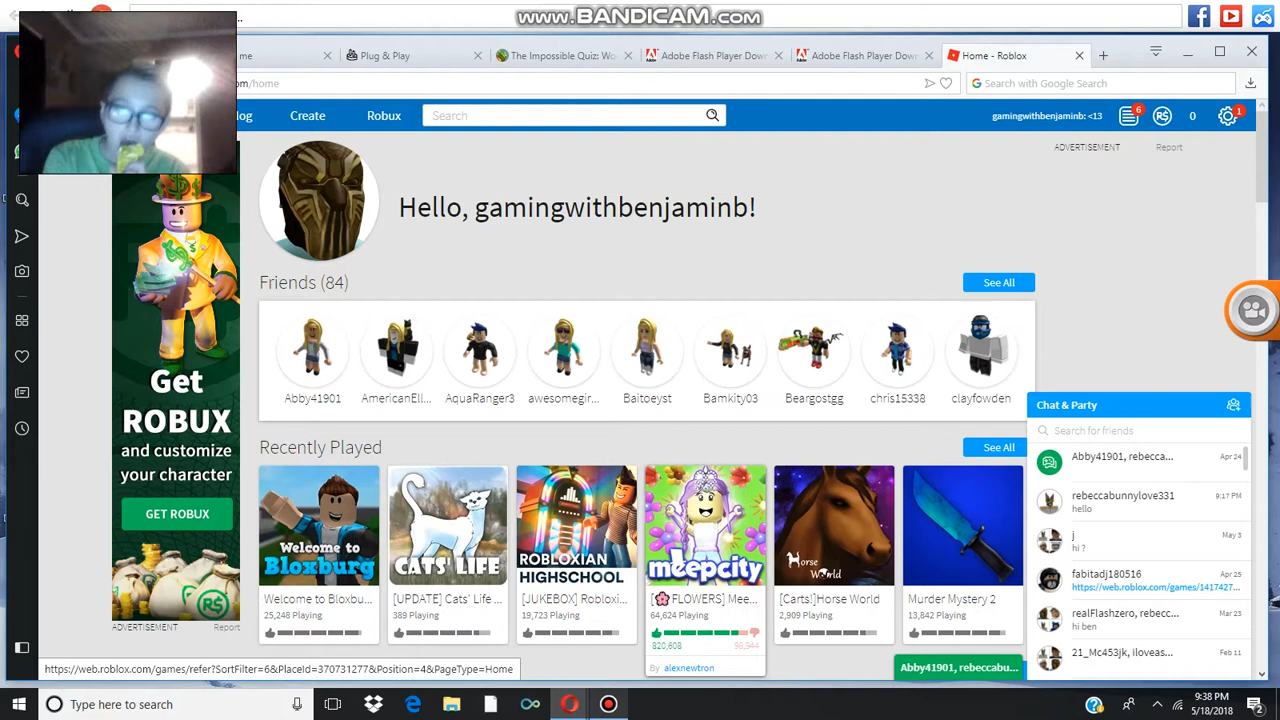 www.BANDICAM.com
me
Plug & Play
The Impossible Quiz: Wo
Adobe Flash Player Down
Adobe Flash Player Down
Home - Roblox
om/home
Search with Google Search
log
Create
Robux
Search
gamingwithbenjaminb: <13
6
0
1
ADVERTISEMENT
Report
Hello, gamingwithbenjaminb!
Friends (84)
See All
Abby41901
AmericanEll...
AquaRanger3
awesomegir...
Baitoeyst
Bamkity03
Beargostgg
chris15338
clayfowden
Get
ROBUX
and customize
your character
GET ROBUX
ADVERTISEMENT
Report
Recently Played
See All
Welcome to
Bloxburg
CATS' LIFE
ROBLOXIAN
HIGHSCHOOL
meepcity
Horse
World
Welcome to Bloxbu...
[UPDATE] Cats' Life ...
[JUKEBOX] Robloxi...
[🌸FLOWERS] Mee...
[Carts!]Horse World
Murder Mystery 2
25,248 Playing
389 Playing
19,723 Playing
64,624 Playing
2,909 Playing
13,842 Playing
820,608
98,944
By alexnewtron
Chat & Party
Search for friends
Abby41901, rebecca...
Apr 24
rebeccabunnylove331
9:17 PM
hello
j
May 3
hi ?
fabitadj180516
Apr 25
https://web.roblox.com/games/1417427...
realFlashzero, rebecc...
Mar 23
hi ben
21_Mc453jk, iloveas...
Feb 11
Abby41901, rebeccabu...
https://web.roblox.com/games/refer?SortFilter=6&PlaceId=370731277&Position=4&PageType=Home
Type here to search
9:38 PM
5/18/2018
2